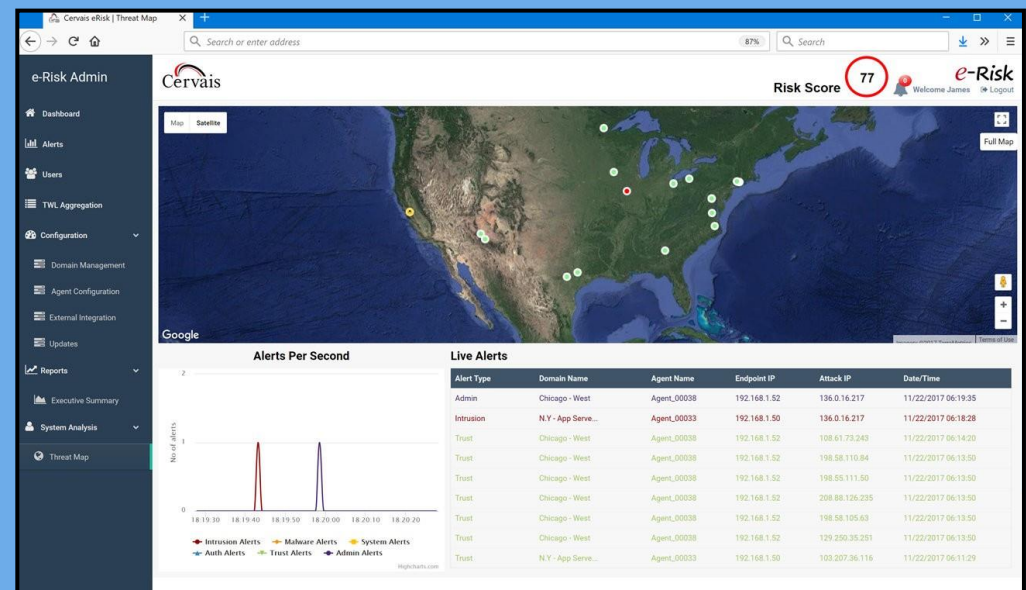 Cervais eRisk | Threat Map
Search or enter address
87%
Search
e-Risk Admin
Cervais
Risk Score 77
e-Risk
Welcome James Logout
Dashboard
Alerts
Users
TWL Aggregation
Configuration
Domain Management
Agent Configuration
External Integration
Updates
Reports
Executive Summary
System Analysis
Threat Map
Map Satellite
Full Map
Google
Terms of Use
Alerts Per Second
2
1
0
No of alerts
18:19:30 18:19:40 18:19:50 18:20:00 18:20:10 18:20:20
Intrusion Alerts Malware Alerts System Alerts
Auth Alerts Trust Alerts Admin Alerts
Highcharts.com
Live Alerts
Alert Type Domain Name Agent Name Endpoint IP Attack IP Date/Time
Admin Chicago - West Agent_00038 192.168.1.52 136.0.16.217 11/22/2017 06:19:35
Intrusion N.Y - App Serve... Agent_00033 192.168.1.50 136.0.16.217 11/22/2017 06:18:28
Trust Chicago - West Agent_00038 192.168.1.52 108.61.73.243 11/22/2017 06:14:20
Trust Chicago - West Agent_00038 192.168.1.52 198.58.110.84 11/22/2017 06:13:50
Trust Chicago - West Agent_00038 192.168.1.52 198.55.111.50 11/22/2017 06:13:50
Trust Chicago - West Agent_00038 192.168.1.52 208.88.126.235 11/22/2017 06:13:50
Trust Chicago - West Agent_00038 192.168.1.52 198.58.105.63 11/22/2017 06:13:50
Trust Chicago - West Agent_00038 192.168.1.52 129.250.35.251 11/22/2017 06:13:50
Trust N.Y - App Serve... Agent_00033 192.168.1.50 103.207.36.116 11/22/2017 06:11:29